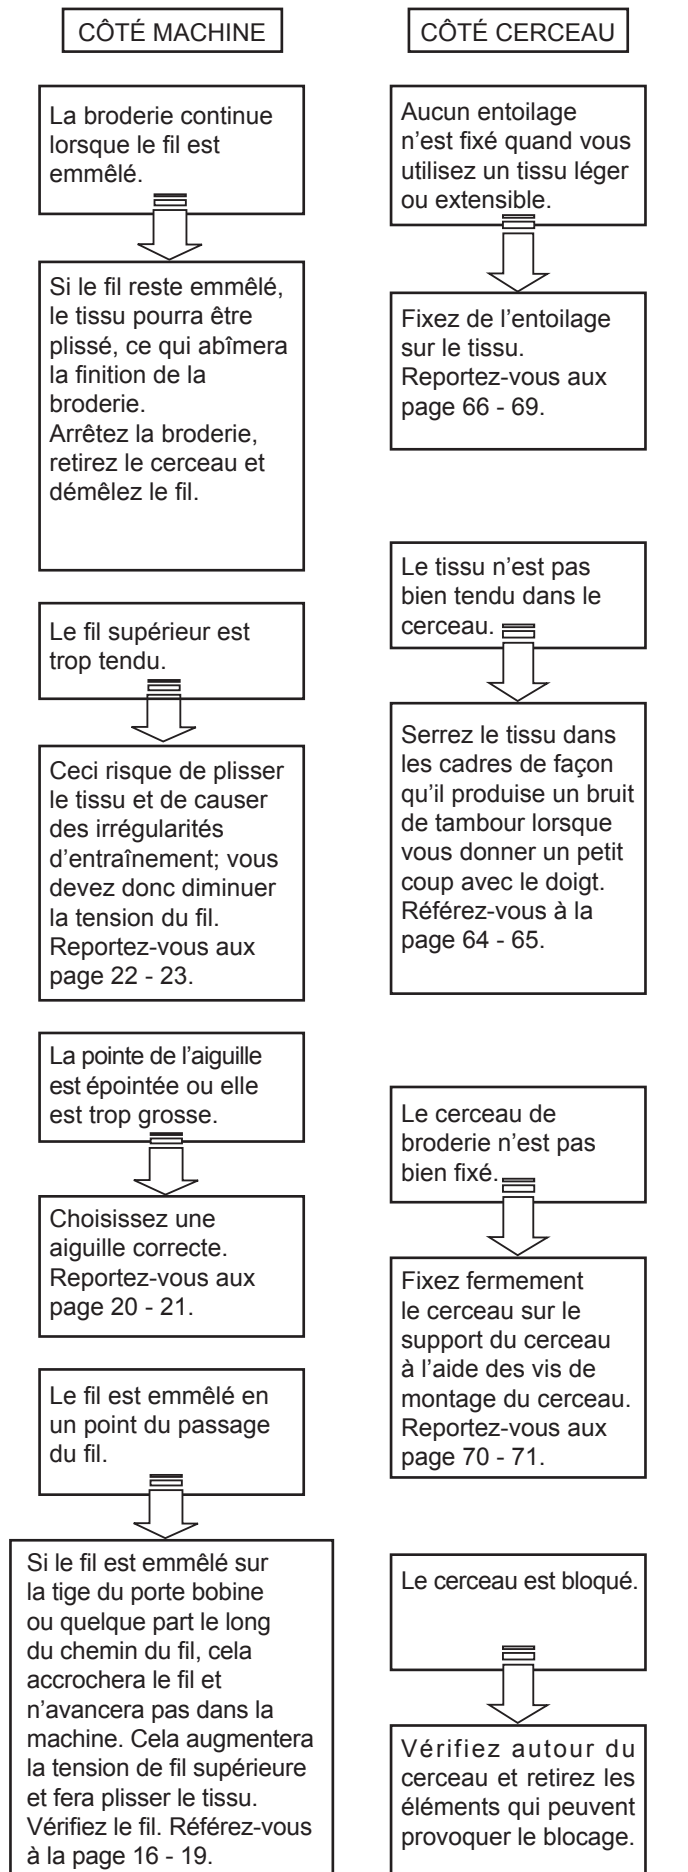 CÔTÉ MACHINE
La broderie continue
lorsque le fil est
emmêlé.
Si le fil reste emmêlé,
le tissu pourra être
plissé, ce qui abîmera
la finition de la
broderie.
Arrêtez la broderie,
retirez le cerceau et
démêlez le fil.
Le fil supérieur est
trop tendu.
Ceci risque de plisser
le tissu et de causer
des irrégularités
d’entraînement; vous
devez donc diminuer
la tension du fil.
Reportez-vous aux
page 22 - 23.
La pointe de l’aiguille
est épointée ou elle
est trop grosse.
Choisissez une
aiguille correcte.
Reportez-vous aux
page 20 - 21.
Le fil est emmêlé en
un point du passage
du fil.
Si le fil est emmêlé sur
la tige du porte bobine
ou quelque part le long
du chemin du fil, cela
accrochera le fil et
n’avancera pas dans la
machine. Cela augmentera
la tension de fil supérieure
et fera plisser le tissu.
Vérifiez le fil. Référez-vous
à la page 16 - 19.
CÔTÉ CERCEAU
Aucun entoilage
n’est fixé quand vous
utilisez un tissu léger
ou extensible.
Fixez de l’entoilage
sur le tissu.
Reportez-vous aux
page 66 - 69.
Le tissu n’est pas
bien tendu dans le
cerceau.
Serrez le tissu dans
les cadres de façon
qu’il produise un bruit
de tambour lorsque
vous donner un petit
coup avec le doigt.
Référez-vous à la
page 64 - 65.
Le cerceau de
broderie n’est pas
bien fixé.
Fixez fermement
le cerceau sur le
support du cerceau
à l’aide des vis de
montage du cerceau.
Reportez-vous aux
page 70 - 71.
Le cerceau est bloqué.
Vérifiez autour du
cerceau et retirez les
éléments qui peuvent
provoquer le blocage.